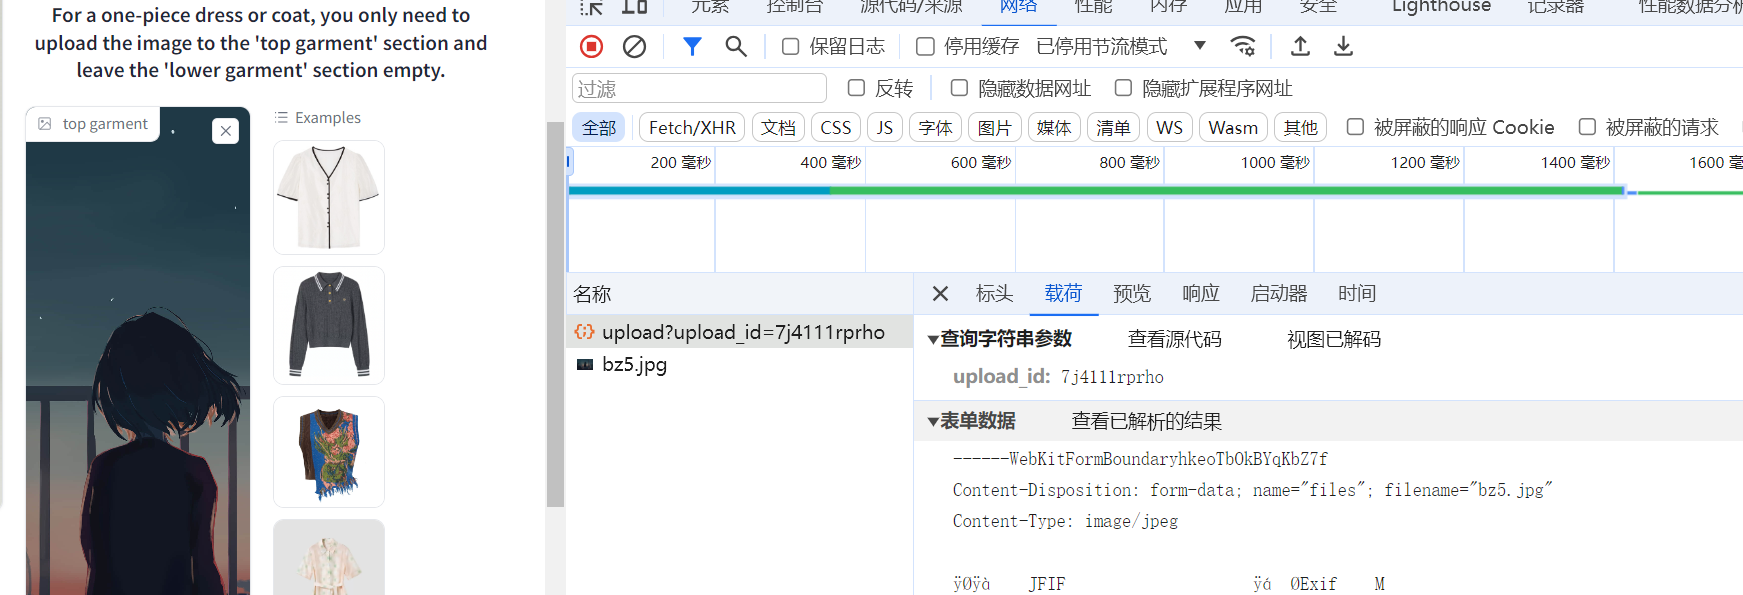 For a one-piece dress or coat, you only need to
upload the image to the 'top garment' section and
leave the 'lower garment' section empty.
top garment
Examples
元素 控制台 源代码/来源 网络 性能 内存 应用 安全 Lighthouse 记录器 性能数据分析
保留日志 停用缓存 已停用节流模式
过滤 反转 隐藏数据网址 隐藏扩展程序网址
全部 Fetch/XHR 文档 CSS JS 字体 图片 媒体 清单 WS Wasm 其他 被屏蔽的响应 Cookie 被屏蔽的请求
200 毫秒 400 毫秒 600 毫秒 800 毫秒 1000 毫秒 1200 毫秒 1400 毫秒 1600 毫
名称
upload?upload_id=7j4111rprho
bz5.jpg
标头 载荷 预览 响应 启动器 时间
查询字符串参数 查看源代码 视图已解码
upload_id: 7j4111rprho
表单数据 查看已解析的结果
------WebKitFormBoundaryhkeoTbOkBYqKbZ7f
Content-Disposition: form-data; name="files"; filename="bz5.jpg"
Content-Type: image/jpeg
ÿØÿà JFIF ÿá ØExif M